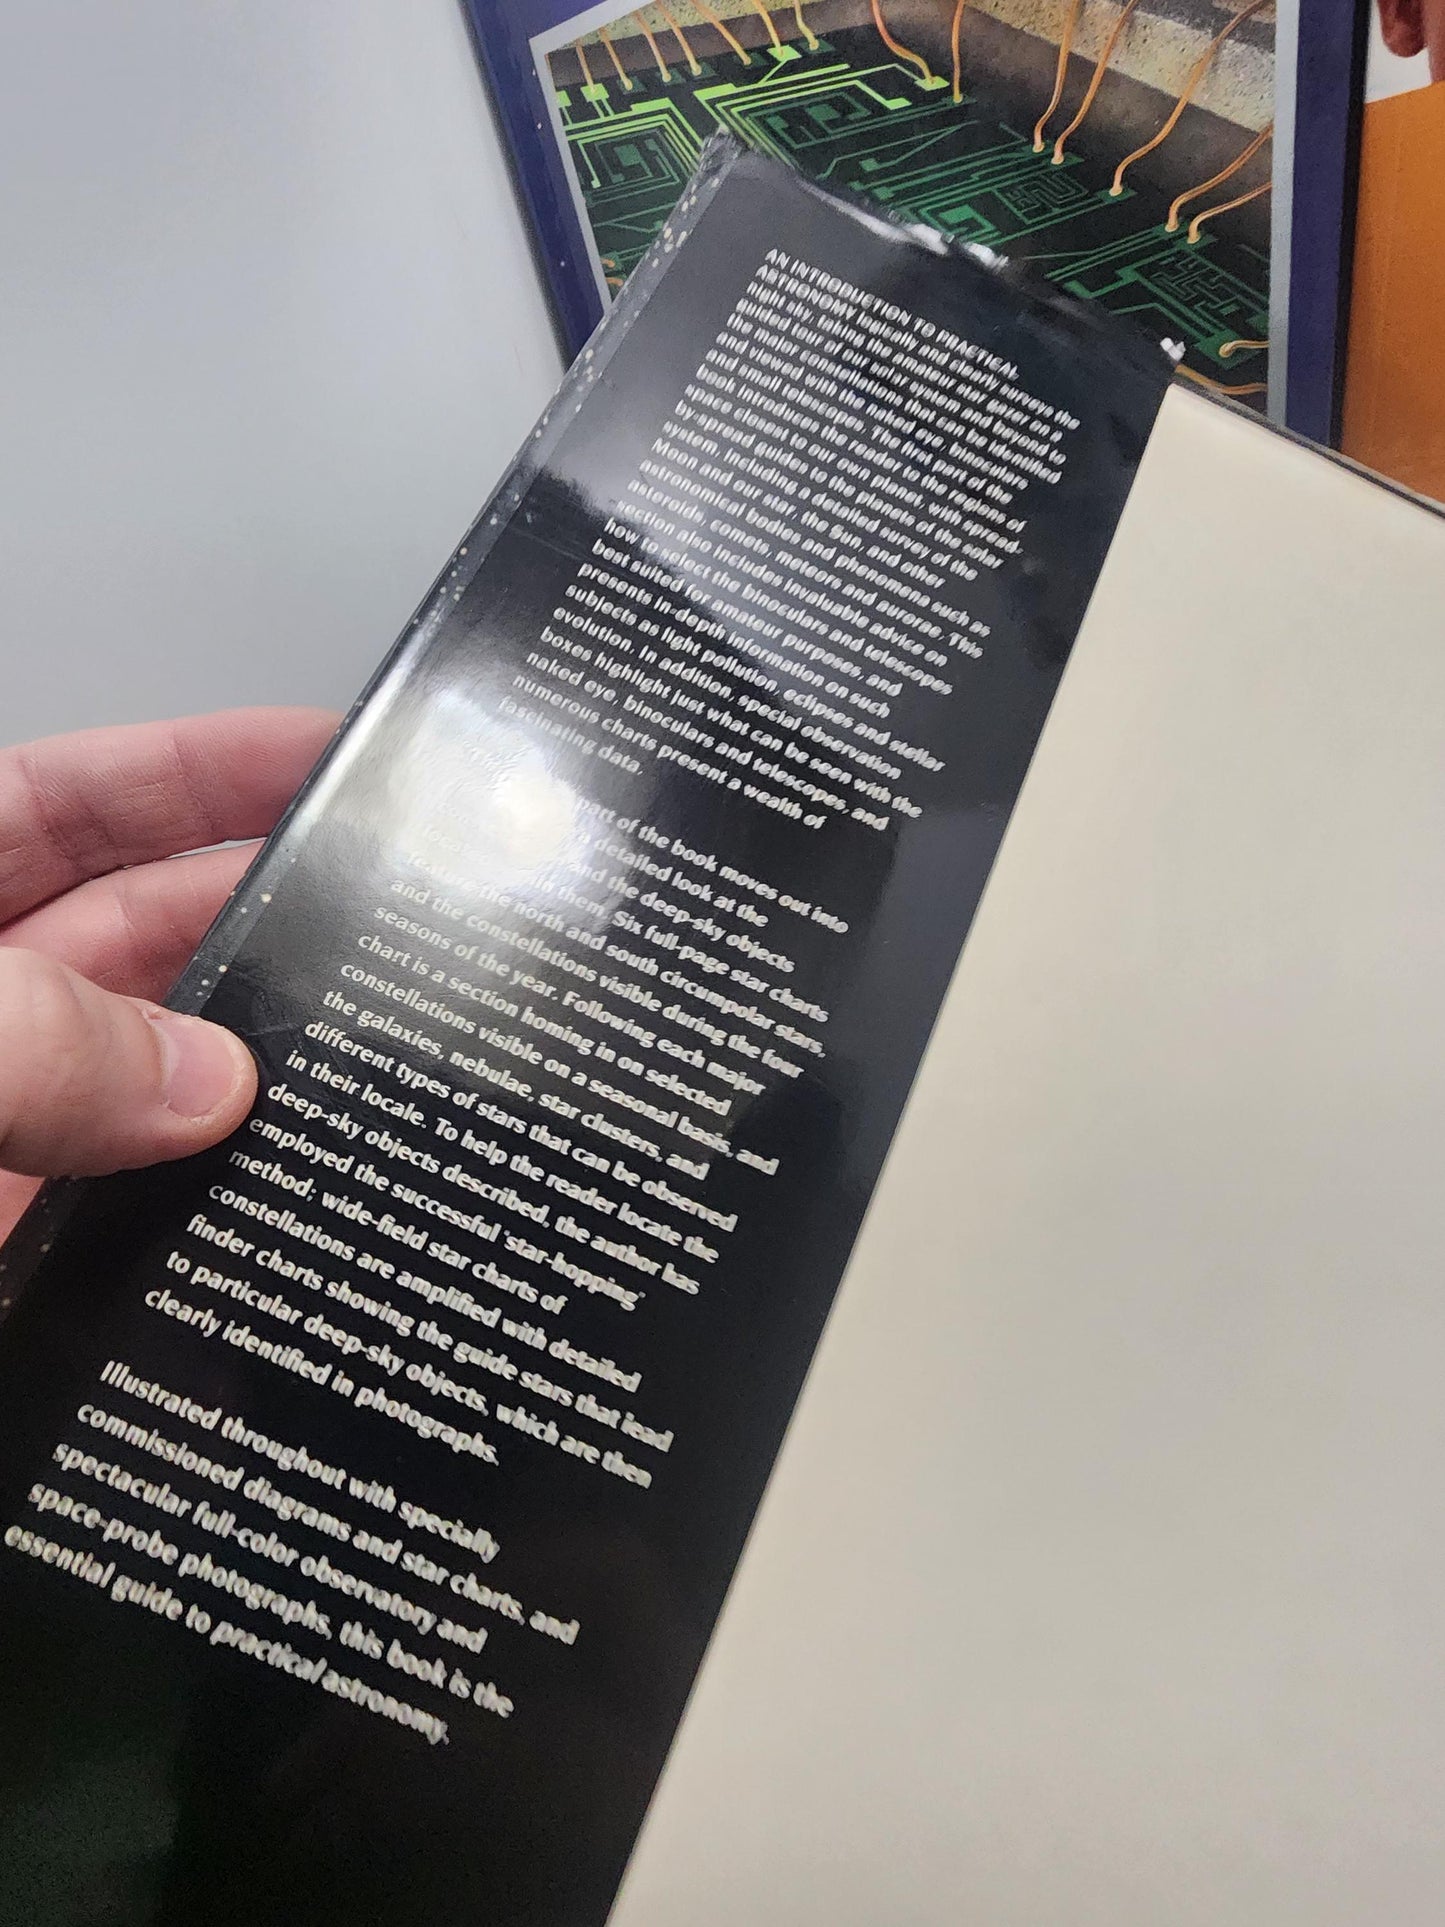 AN INTRODUCTION TO PRACTICAL
ASTRONOMY logically and clearly surveys the
night sky, taking the amateur star gazer on a
guided tour of our solar system and beyond to
the major constellations that can be identified
and viewed with the naked eye, binoculars
and small telescopes. The first part of the
book introduces the reader to the regions of
space closest to our own planet, with spread-
by-spread guides to the planets of the solar
system, including a detailed survey of the
Moon and our star, the Sun, and other
astronomical bodies and phenomena such as
asteroids, comets, meteors and aurorae. This
section also includes invaluable advice on
how to select the binoculars and telescopes
best suited for amateur purposes, and
presents in-depth information on such
subjects as light pollution, eclipses and stellar
evolution. In addition, special observation
boxes highlight just what can be seen with the
naked eye, binoculars and telescopes, and
numerous charts present a wealth of
fascinating data.
part of the book moves out into
a detailed look at the
and the deep-sky objects
located within them. Six full-page star charts
feature the north and south circumpolar stars,
and the constellations visible during the four
seasons of the year. Following each major
chart is a section homing in on selected
constellations visible on a seasonal basis, and
the galaxies, nebulae, star clusters, and
different types of stars that can be observed
in their locale. To help the reader locate the
deep-sky objects described, the author has
employed the successful 'star-hopping'
method; wide-field star charts of
constellations are amplified with detailed
finder charts showing the guide stars that lead
to particular deep-sky objects, which are then
clearly identified in photographs.
Illustrated throughout with specially
commissioned diagrams and star charts, and
spectacular full-color observatory and
space-probe photographs, this book is the
essential guide to practical astronomy.